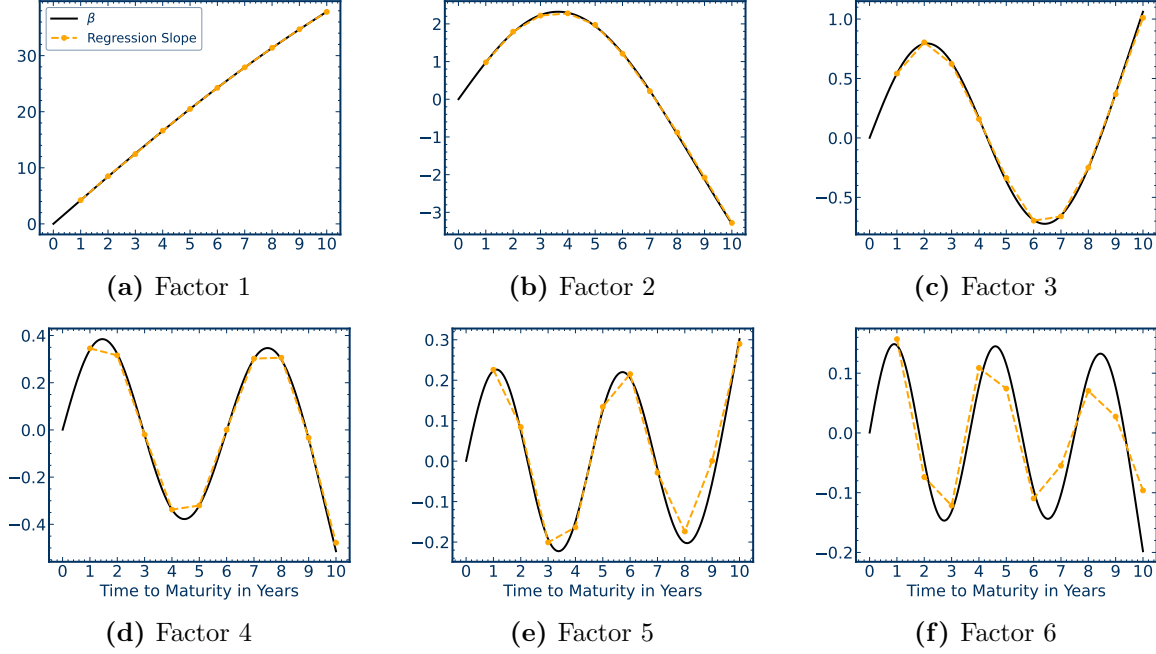 β
Regression Slope
30
20
10
0
0 1 2 3 4 5 6 7 8 9 10
(a) Factor 1
2
1
0
−1
−2
−3
0 1 2 3 4 5 6 7 8 9 10
(b) Factor 2
1.0
0.5
0.0
−0.5
0 1 2 3 4 5 6 7 8 9 10
(c) Factor 3
0.4
0.2
0.0
−0.2
−0.4
0 1 2 3 4 5 6 7 8 9 10
Time to Maturity in Years
(d) Factor 4
0.3
0.2
0.1
0.0
−0.1
−0.2
0 1 2 3 4 5 6 7 8 9 10
Time to Maturity in Years
(e) Factor 5
0.1
0.0
−0.1
−0.2
0 1 2 3 4 5 6 7 8 9 10
Time to Maturity in Years
(f) Factor 6